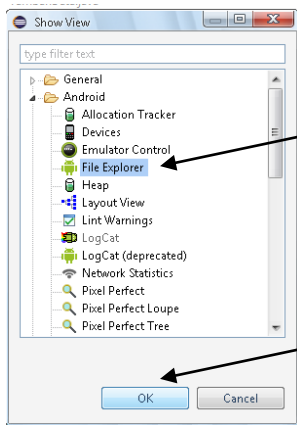 Show View
type filter text
General
Android
Allocation Tracker
Devices
Emulator Control
File Explorer
Heap
Layout View
Lint Warnings
LogCat
LogCat (deprecated)
Network Statistics
Pixel Perfect
Pixel Perfect Loupe
Pixel Perfect Tree
OK
Cancel